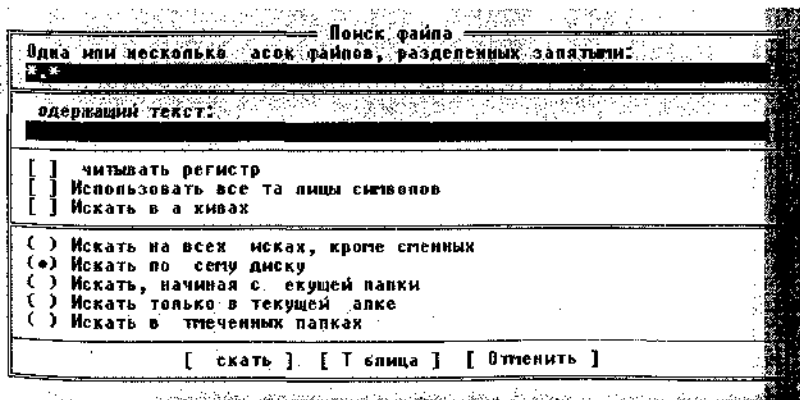 Поиск файла
Одна или несколько асок файлов, разделенных запятыми:
*.*
одержащий текст:
[ ] читывать регистр
[ ] Использовать все та лицы символов
[ ] Искать в а хивах
( ) Искать на всех исках, кроме сменных
(•) Искать по сему диску
( ) Искать, начиная с екущей папки
( ) Искать только в текущей апке
( ) Искать в тмеченных папках
[ скать ] [ Т блица ] [ Отменить ]